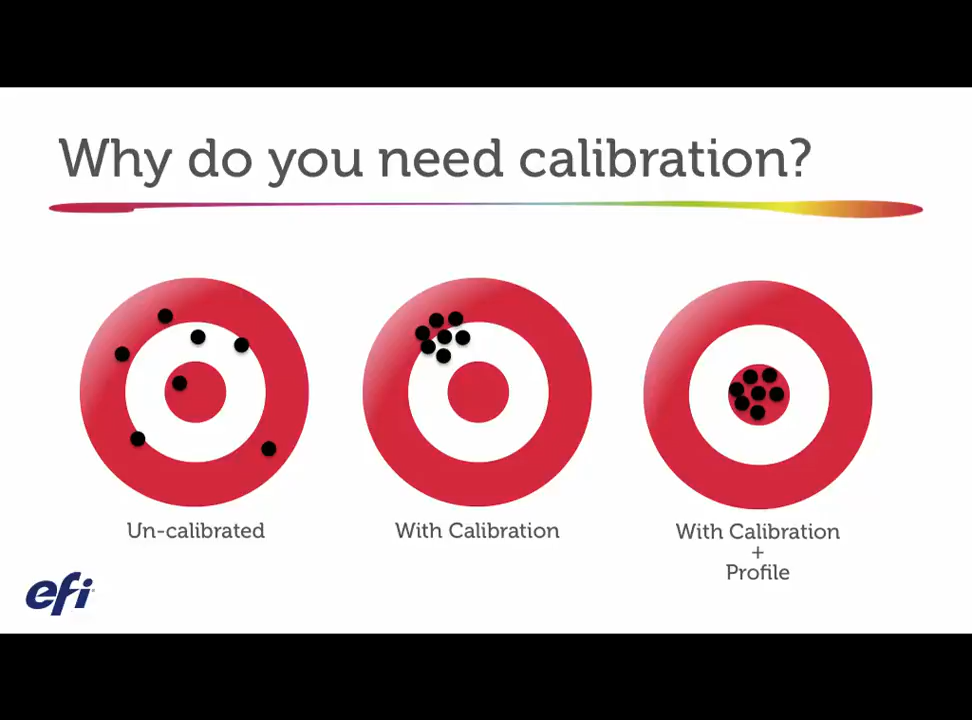 Why do you need calibration?
Un-calibrated
With Calibration
With Calibration
+
Profile
efi